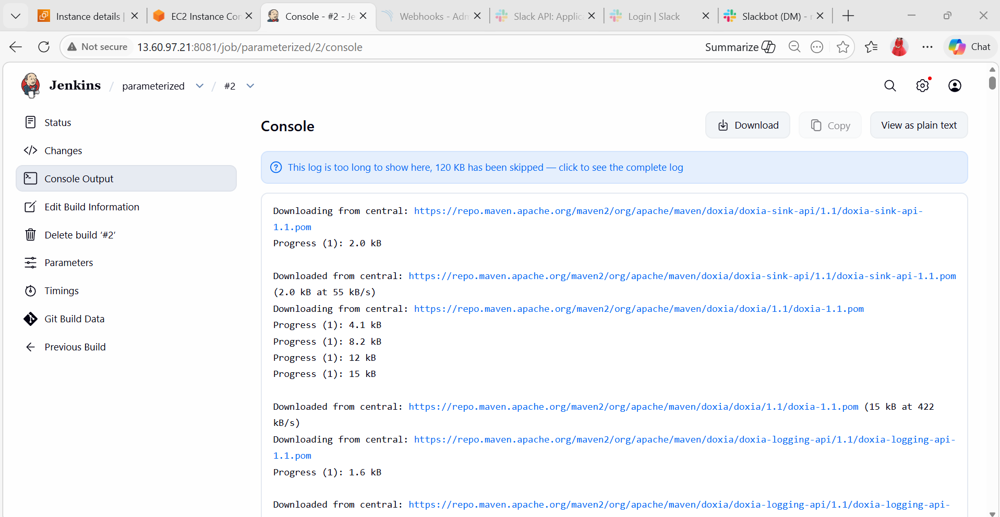 Instance details |
EC2 Instance Con
Console - #2 - Je
Webhooks - Adm
Slack API: Applic
Login | Slack
Slackbot (DM) - r
Not secure
13.60.97.21:8081/job/parameterized/2/console
Summarize
Chat
Jenkins / parameterized / #2
Status
Changes
Console Output
Edit Build Information
Delete build ‘#2’
Parameters
Timings
Git Build Data
Previous Build
Console
Download
Copy
View as plain text
This log is too long to show here, 120 KB has been skipped — click to see the complete log
Downloading from central: https://repo.maven.apache.org/maven2/org/apache/maven/doxia/doxia-sink-api/1.1/doxia-sink-api-
1.1.pom
Progress (1): 2.0 kB
Downloaded from central: https://repo.maven.apache.org/maven2/org/apache/maven/doxia/doxia-sink-api/1.1/doxia-sink-api-1.1.pom
(2.0 kB at 55 kB/s)
Downloading from central: https://repo.maven.apache.org/maven2/org/apache/maven/doxia/doxia/1.1/doxia-1.1.pom
Progress (1): 4.1 kB
Progress (1): 8.2 kB
Progress (1): 12 kB
Progress (1): 15 kB
Downloaded from central: https://repo.maven.apache.org/maven2/org/apache/maven/doxia/doxia/1.1/doxia-1.1.pom (15 kB at 422
kB/s)
Downloading from central: https://repo.maven.apache.org/maven2/org/apache/maven/doxia/doxia-logging-api/1.1/doxia-logging-api-
1.1.pom
Progress (1): 1.6 kB
Downloaded from central: https://repo.maven.apache.org/maven2/org/apache/maven/doxia/doxia-logging-api/1.1/doxia-logging-api-